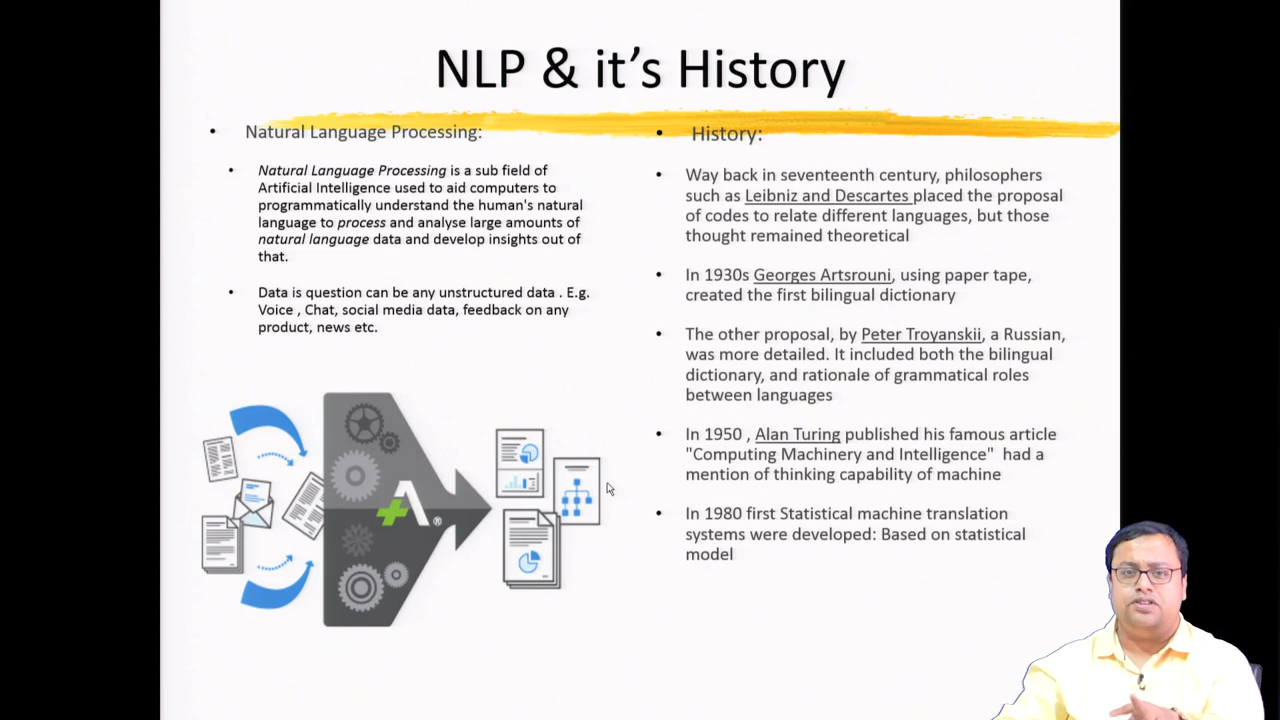 NLP & it's History
Natural Language Processing:
Natural Language Processing is a sub field of
Artificial Intelligence used to aid computers to
programmatically understand the human's natural
language to process and analyse large amounts of
natural language data and develop insights out of
that.
Data is question can be any unstructured data . E.g.
Voice , Chat, social media data, feedback on any
product, news etc.
History:
Way back in seventeenth century, philosophers
such as Leibniz and Descartes placed the proposal
of codes to relate different languages, but those
thought remained theoretical
In 1930s Georges Artsrouni, using paper tape,
created the first bilingual dictionary
The other proposal, by Peter Troyanskii, a Russian,
was more detailed. It included both the bilingual
dictionary, and rationale of grammatical roles
between languages
In 1950 , Alan Turing published his famous article
"Computing Machinery and Intelligence" had a
mention of thinking capability of machine
In 1980 first Statistical machine translation
systems were developed: Based on statistical
model